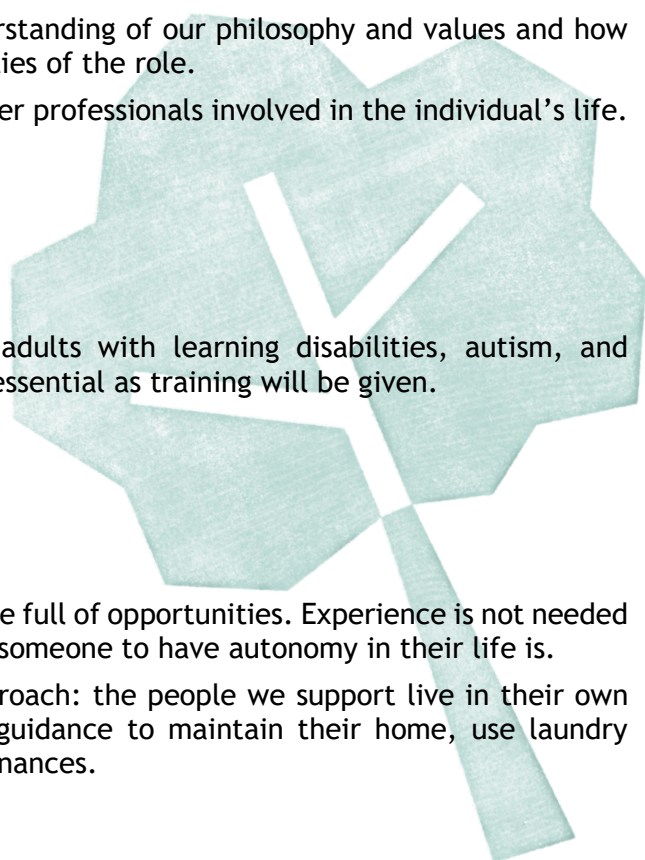 rstanding of our philosophy and values and how
ies of the role.
er professionals involved in the individual's life.
adults with learning disabilities, autism, and
essential as training will be given.
e full of opportunities. Experience is not needed
someone to have autonomy in their life is.
roach: the people we support live in their own
guidance to maintain their home, use laundry
nances.